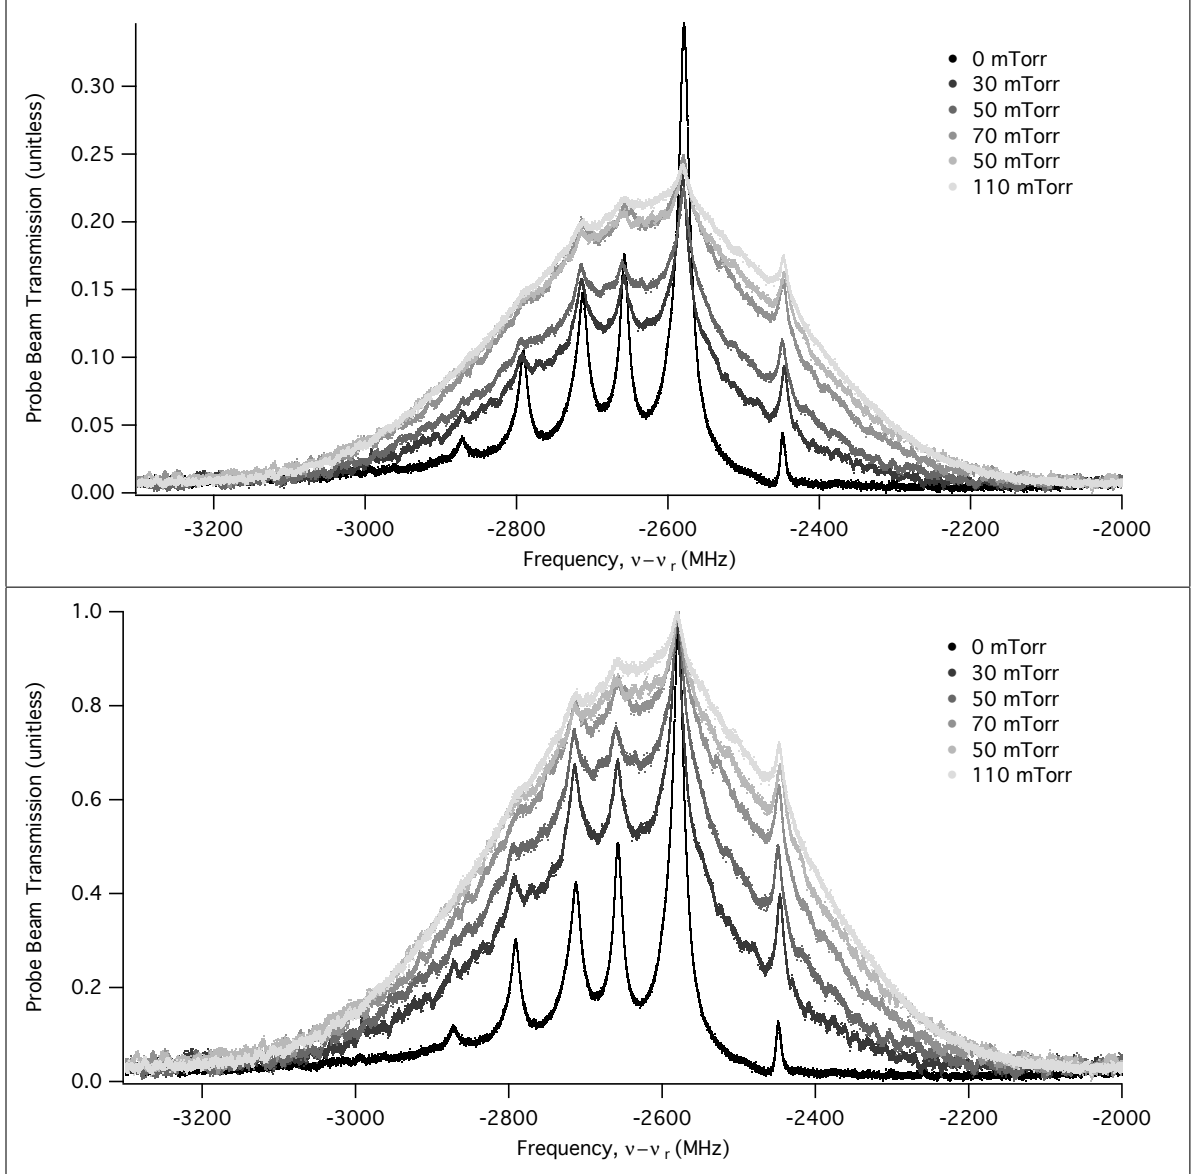 0 mTorr
30 mTorr
50 mTorr
70 mTorr
50 mTorr
110 mTorr
Probe Beam Transmission (unitless)
0.30
0.25
0.20
0.15
0.10
0.05
0.00
-3200 -3000 -2800 -2600 -2400 -2200 -2000
Frequency, ν−ν r (MHz)
1.0
0 mTorr
30 mTorr
50 mTorr
70 mTorr
50 mTorr
110 mTorr
Probe Beam Transmission (unitless)
0.8
0.6
0.4
0.2
0.0
-3200 -3000 -2800 -2600 -2400 -2200 -2000
Frequency, ν−ν r (MHz)